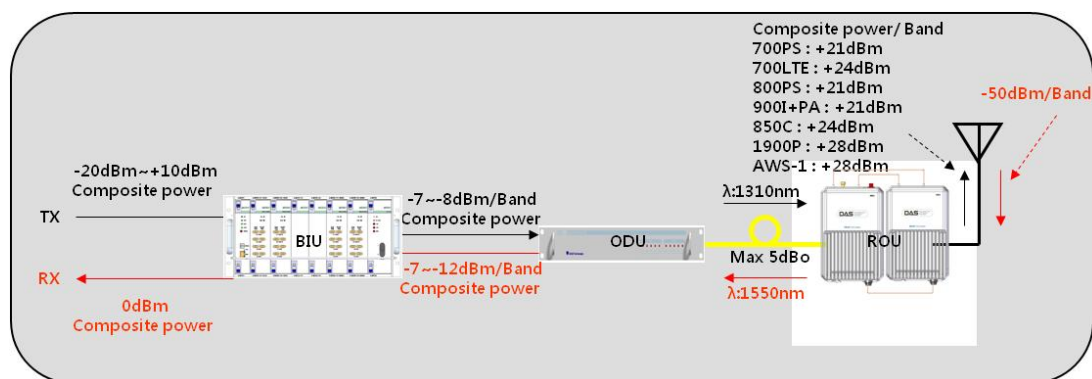 Composite power/ Band
700PS : +21dBm
700LTE : +24dBm
800PS : +21dBm
900I+PA : +21dBm
850C : +24dBm
1900P : +28dBm
AWS-1 : +28dBm
-50dBm/Band
-20dBm~+10dBm
Composite power
TX
BIU
-7~-8dBm/Band
Composite power
ODU
λ:1310nm
Max 5dBo
DAS
DAS
ROU
RX
0dBm
Composite power
-7~-12dBm/Band
Composite power
λ:1550nm